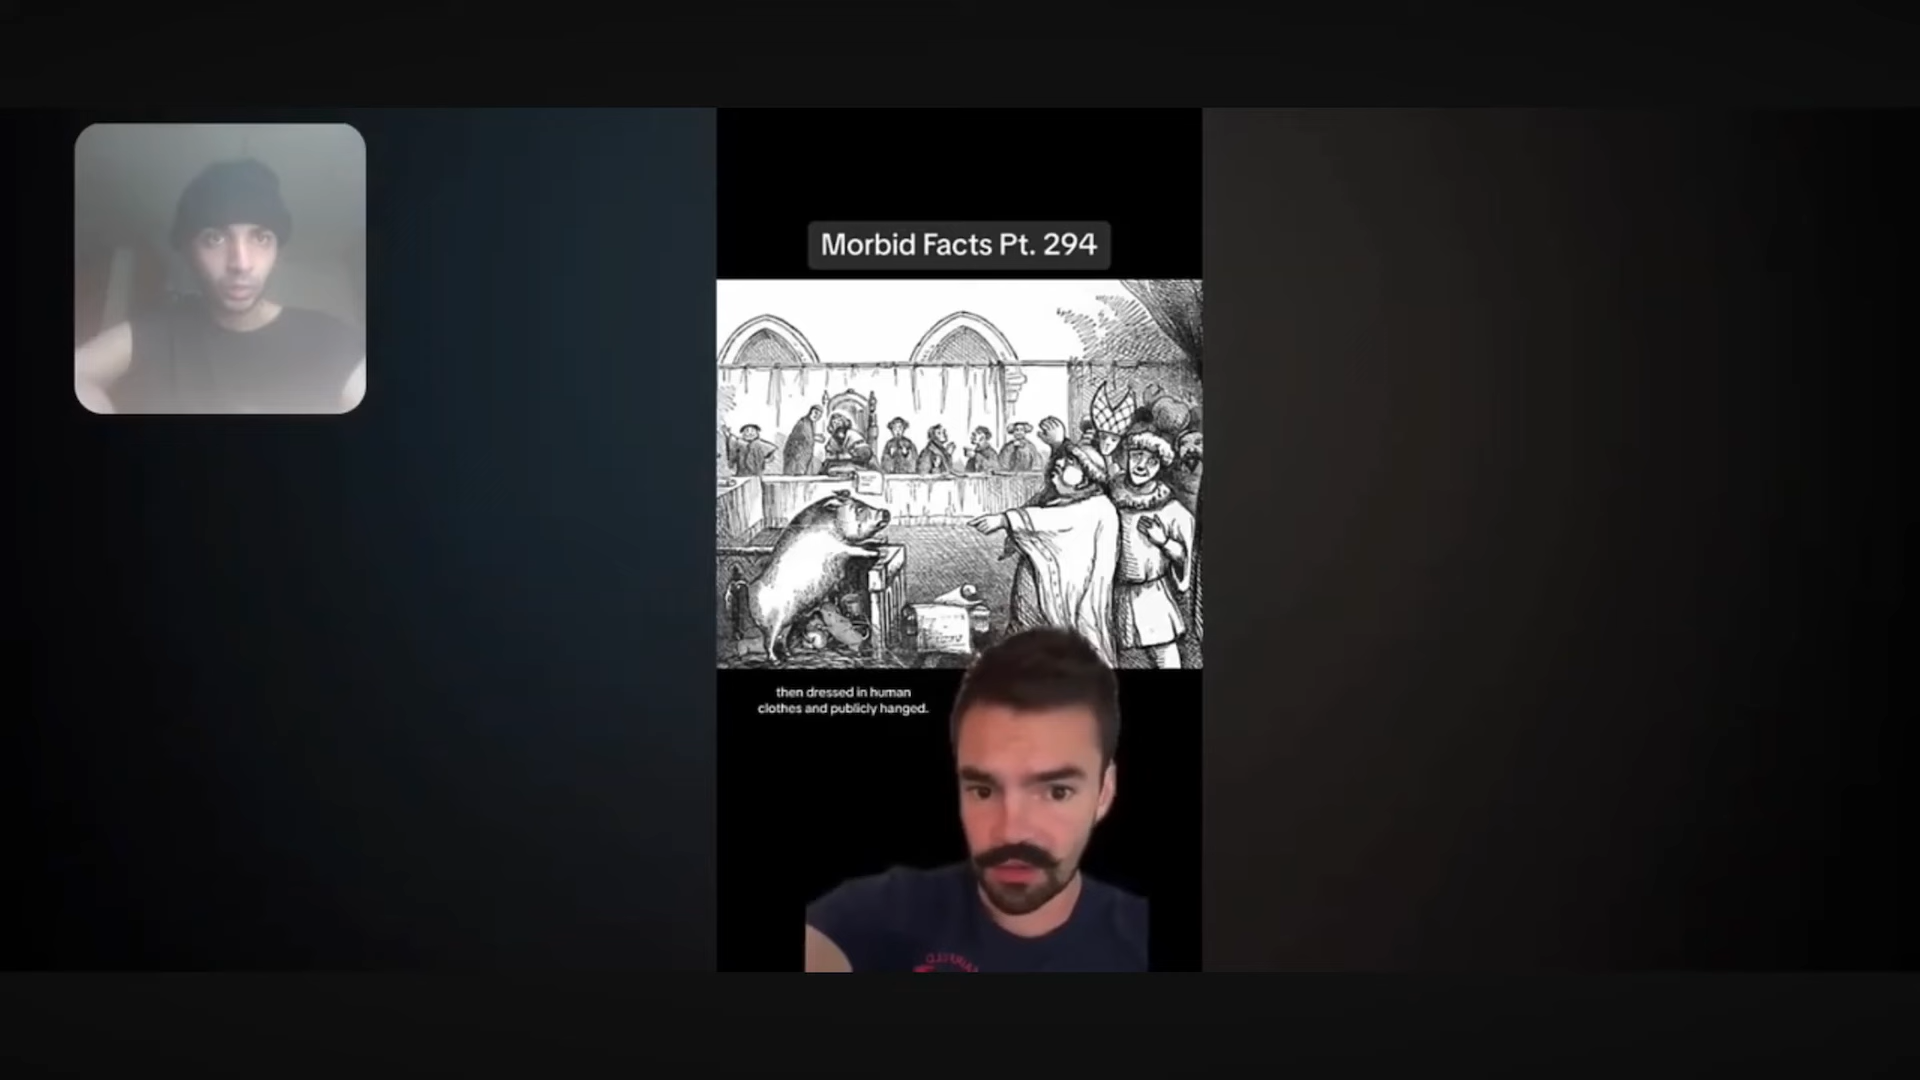 Morbid Facts Pt. 294
then dressed in human
clothes and publicly hanged.